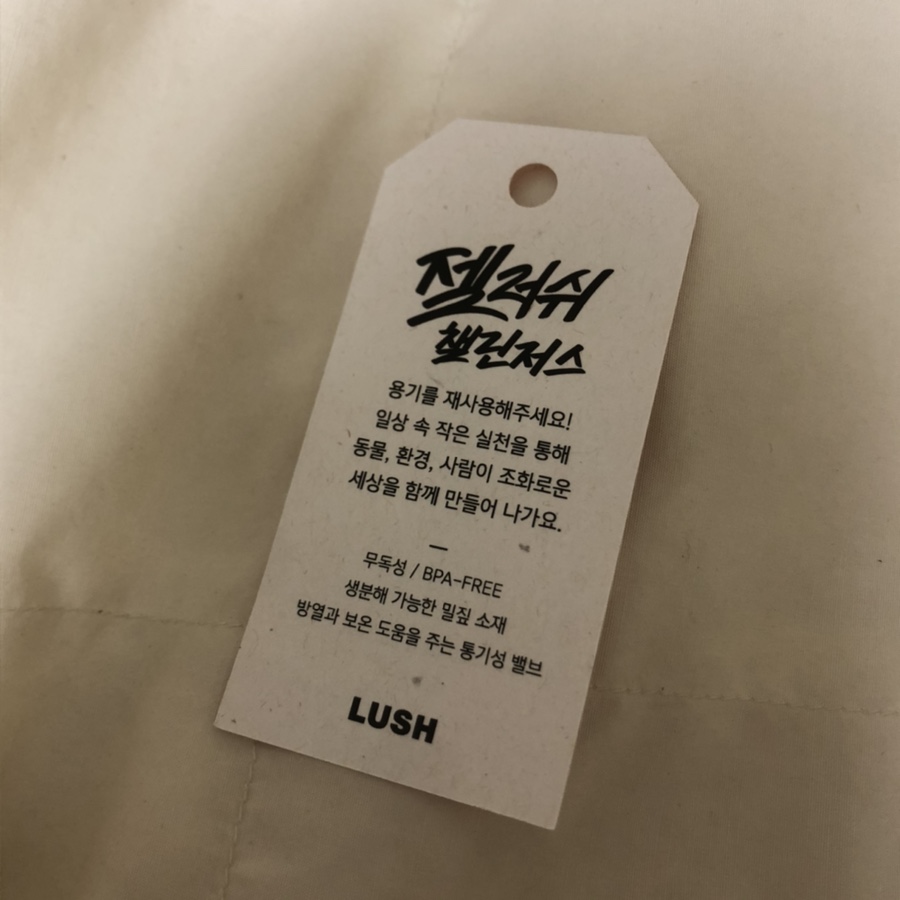 젤러쉬
챌린저스
용기를 재사용해주세요!
일상 속 작은 실천을 통해
동물, 환경, 사람이 조화로운
세상을 함께 만들어 나가요.
무독성 / BPA-FREE
생분해 가능한 밀짚 소재
방열과 보온 도움을 주는 통기성 밸브
LUSH